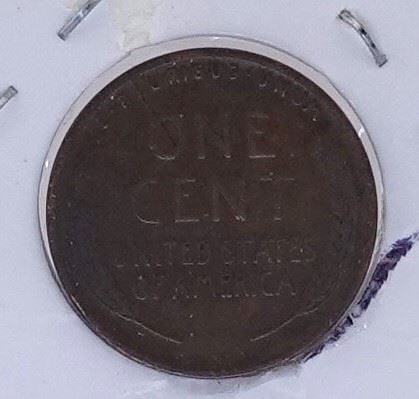 E PLURIBUS UNUM
ONE
CENT
UNITED STATES
OF AMERICA